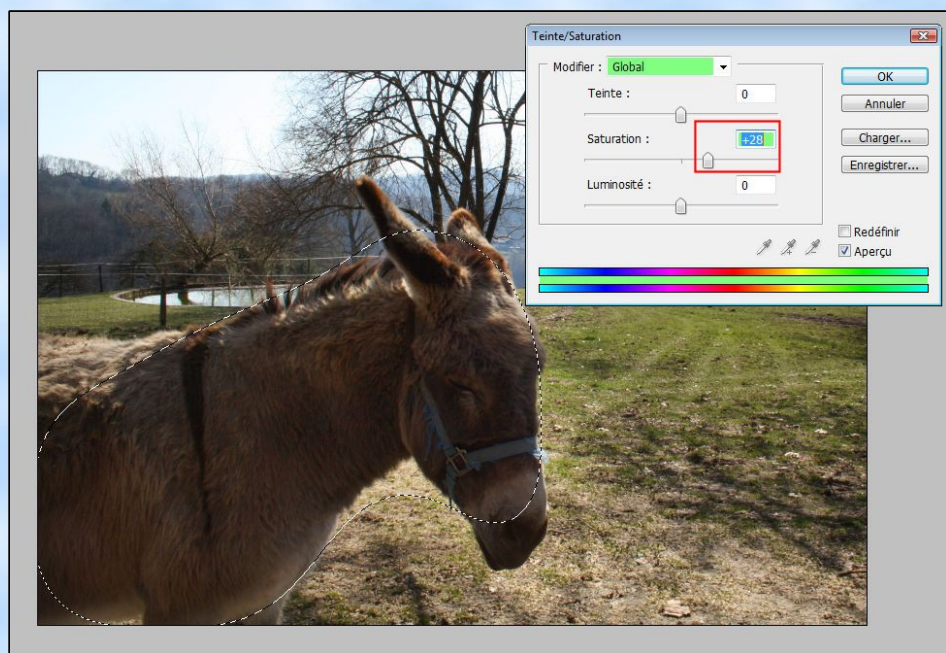 Teinte/Saturation
Modifier : Global
Teinte : 0
Saturation : +28
Luminosité : 0
OK
Annuler
Charger...
Enregistrer...
Redéfinir
Aperçu